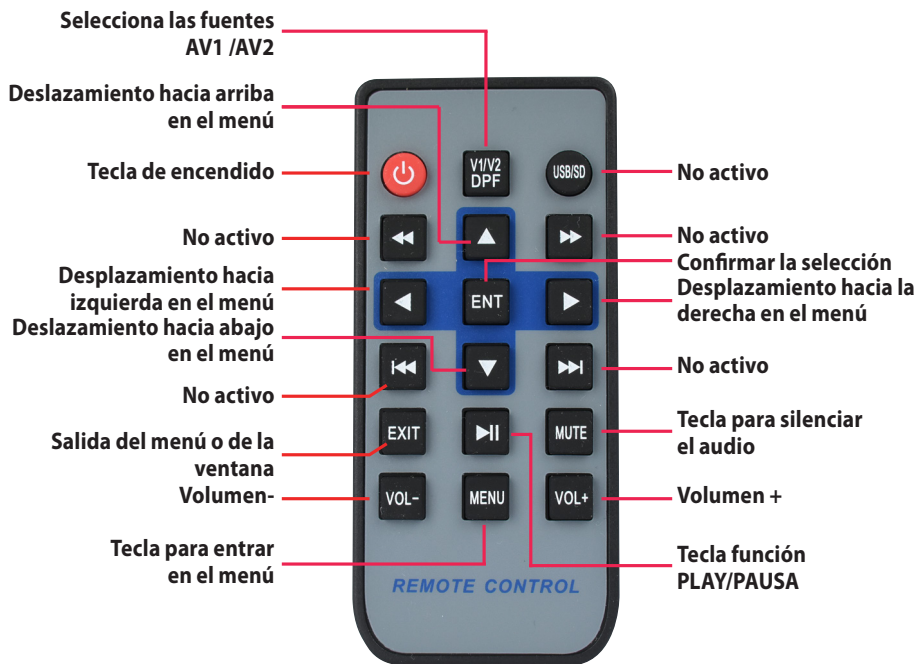 Selecciona las fuentes
AV1 /AV2
Deslazamiento hacia arriba
en el menú
Tecla de encendido
No activo
Desplazamiento hacia
izquierda en el menú
Deslazamiento hacia abajo
en el menú
No activo
Salida del menú o de la
ventana
Volumen-
Tecla para entrar
en el menú
V1/V2
DPF
USB/SD
ENT
EXIT
MUTE
VOL-
MENU
VOL+
REMOTE CONTROL
No activo
No activo
Confirmar la selección
Desplazamiento hacia la
derecha en el menú
No activo
Tecla para silenciar
el audio
Volumen +
Tecla función
PLAY/PAUSA